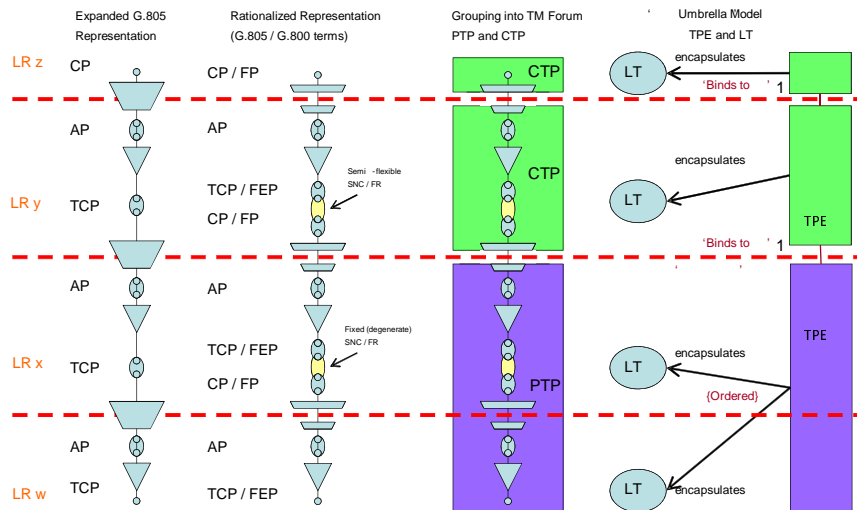 Expanded G.805
Representation
Rationalized Representation
(G.805 / G.800 terms)
Grouping into TM Forum
PTP and CTP
‘ Umbrella Model
TPE and LT
LR z
CP
CP / FP
CTP
LT
encapsulates
‘Binds to ’ 1
AP
AP
CTP
encapsulates
Semi -flexible
SNC / FR
LR y
TCP
TCP / FEP
CP / FP
LT
TPE
‘Binds to ’ 1
‘ ’
AP
AP
Fixed (degenerate)
SNC / FR
LR x
TCP
TCP / FEP
CP / FP
PTP
LT
encapsulates
{Ordered}
TPE
AP
AP
LR w
TCP
TCP / FEP
LT
encapsulates